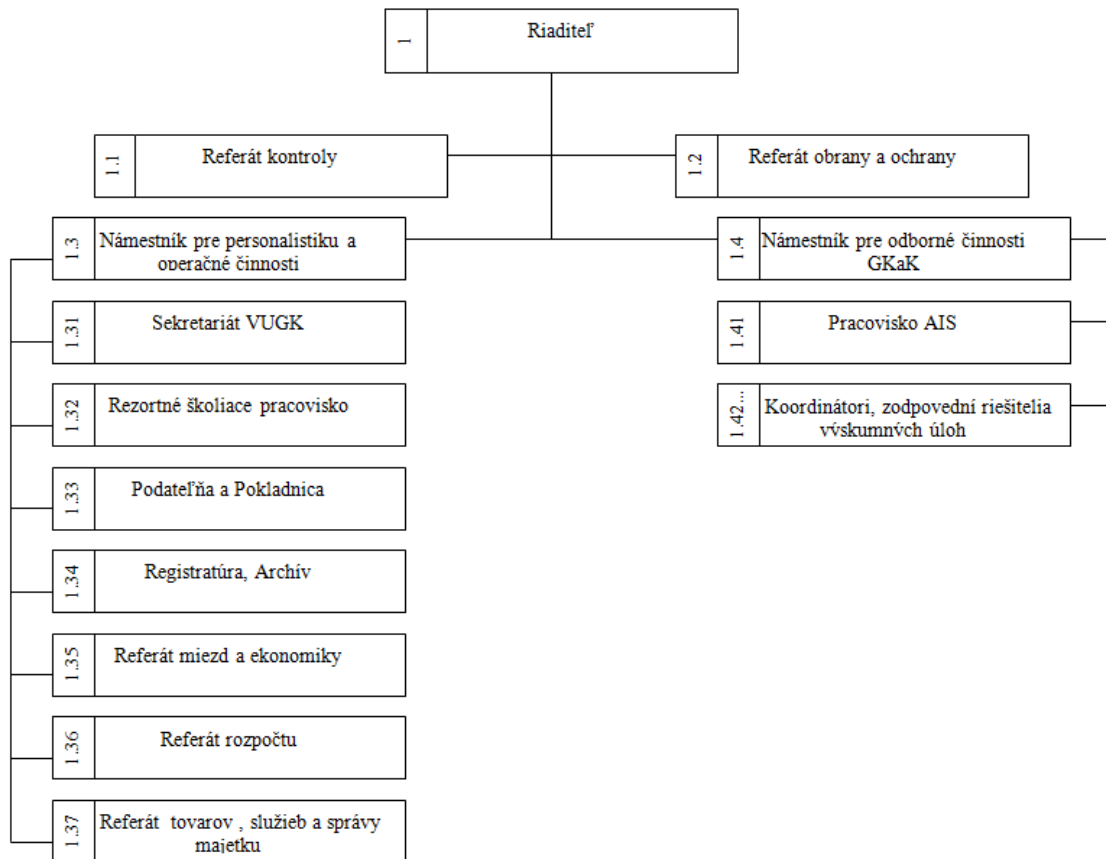 1
Riaditeľ
1.1
Referát kontroly
1.2
Referát obrany a ochrany
1.3
Námestník pre personalistiku a
operačné činnosti
1.4
Námestník pre odborné činnosti
GKaK
1.31
Sekretariát VUGK
1.41
Pracovisko AIS
1.32
Rezortné školiace pracovisko
1.42...
Koordinátori, zodpovední riešitelia
výskumných úloh
1.33
Podateľňa a Pokladnica
1.34
Registratúra, Archív
1.35
Referát miezd a ekonomiky
1.36
Referát rozpočtu
1.37
Referát tovarov , služieb a správy
majetku